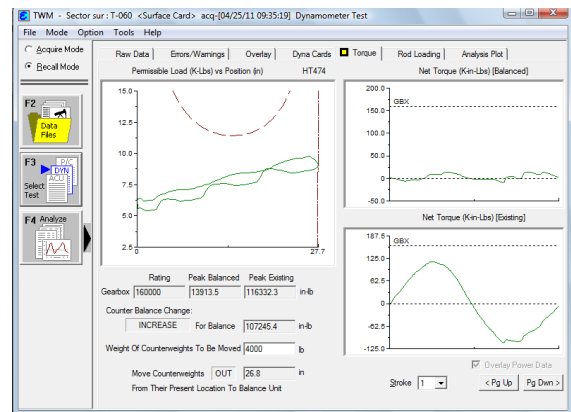 TWM - Sector sur : T-060 <Surface Card> acq-[04/25/11 09:35:19] Dynamometer Test
File Mode Option Tools Help
Acquire Mode
Recall Mode
F2
Data
Files
F3
P/C
DYN
ACU
Select
Test
F4 Analyze
Raw Data Errors/Warnings Overlay Dyna Cards Torque Rod Loading Analysis Plot
Permissible Load (K-Lbs) vs Position (in) HT474
15.0
12.5
10.0
7.5
5.0
2.5
0 27.7
Net Torque (K-in-Lbs) [Balanced]
200.0
GBX
150.0
100.0
50.0
0
-50.0
Net Torque (K-in-Lbs) [Existing]
187.5
GBX
125.0
62.5
0
-62.5
-125.0
Rating Peak Balanced Peak Existing
Gearbox 160000 13913.5 116332.3 in-lb
Counter Balance Change:
INCREASE For Balance 107245.4 in-lb
Weight Of Counterweights To Be Moved 4000 lb
Move Counterweights OUT 26.8 in
From Their Present Location To Balance Unit
Overlay Power Data
Stroke 1 < Pg Up Pg Dwn >